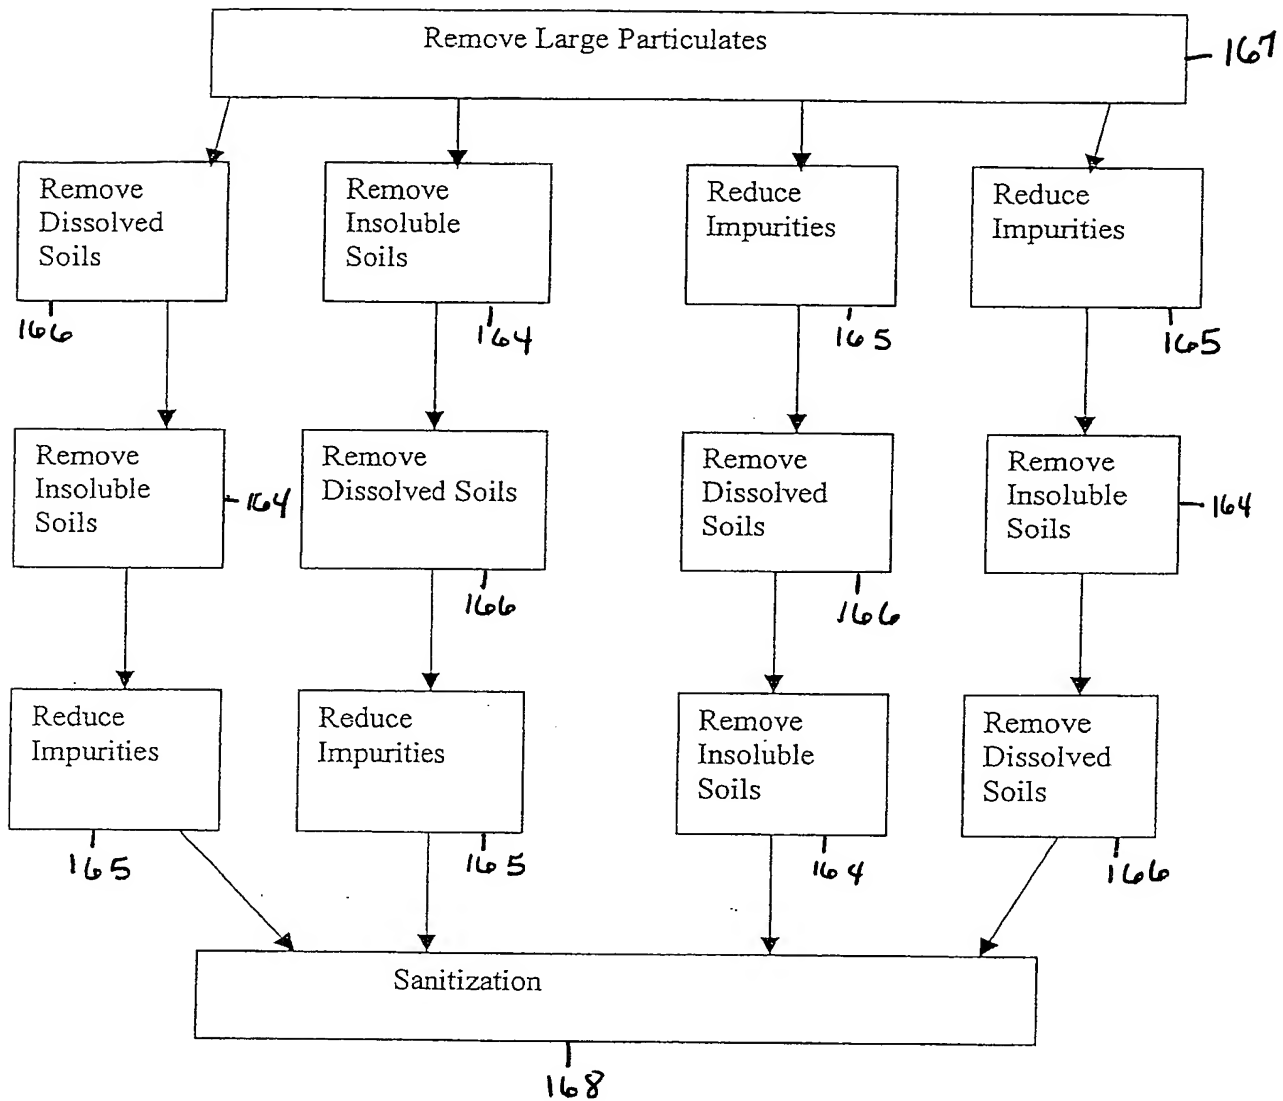 Remove Large Particulates
167
Remove
Dissolved
Soils
166
Remove
Insoluble
Soils
164
Reduce
Impurities
165
Reduce
Impurities
165
Remove
Insoluble
Soils
164
Remove
Dissolved Soils
166
Remove
Dissolved
Soils
166
Remove
Insoluble
Soils
164
Reduce
Impurities
165
Reduce
Impurities
165
Remove
Insoluble
Soils
164
Remove
Dissolved
Soils
166
Sanitization
168